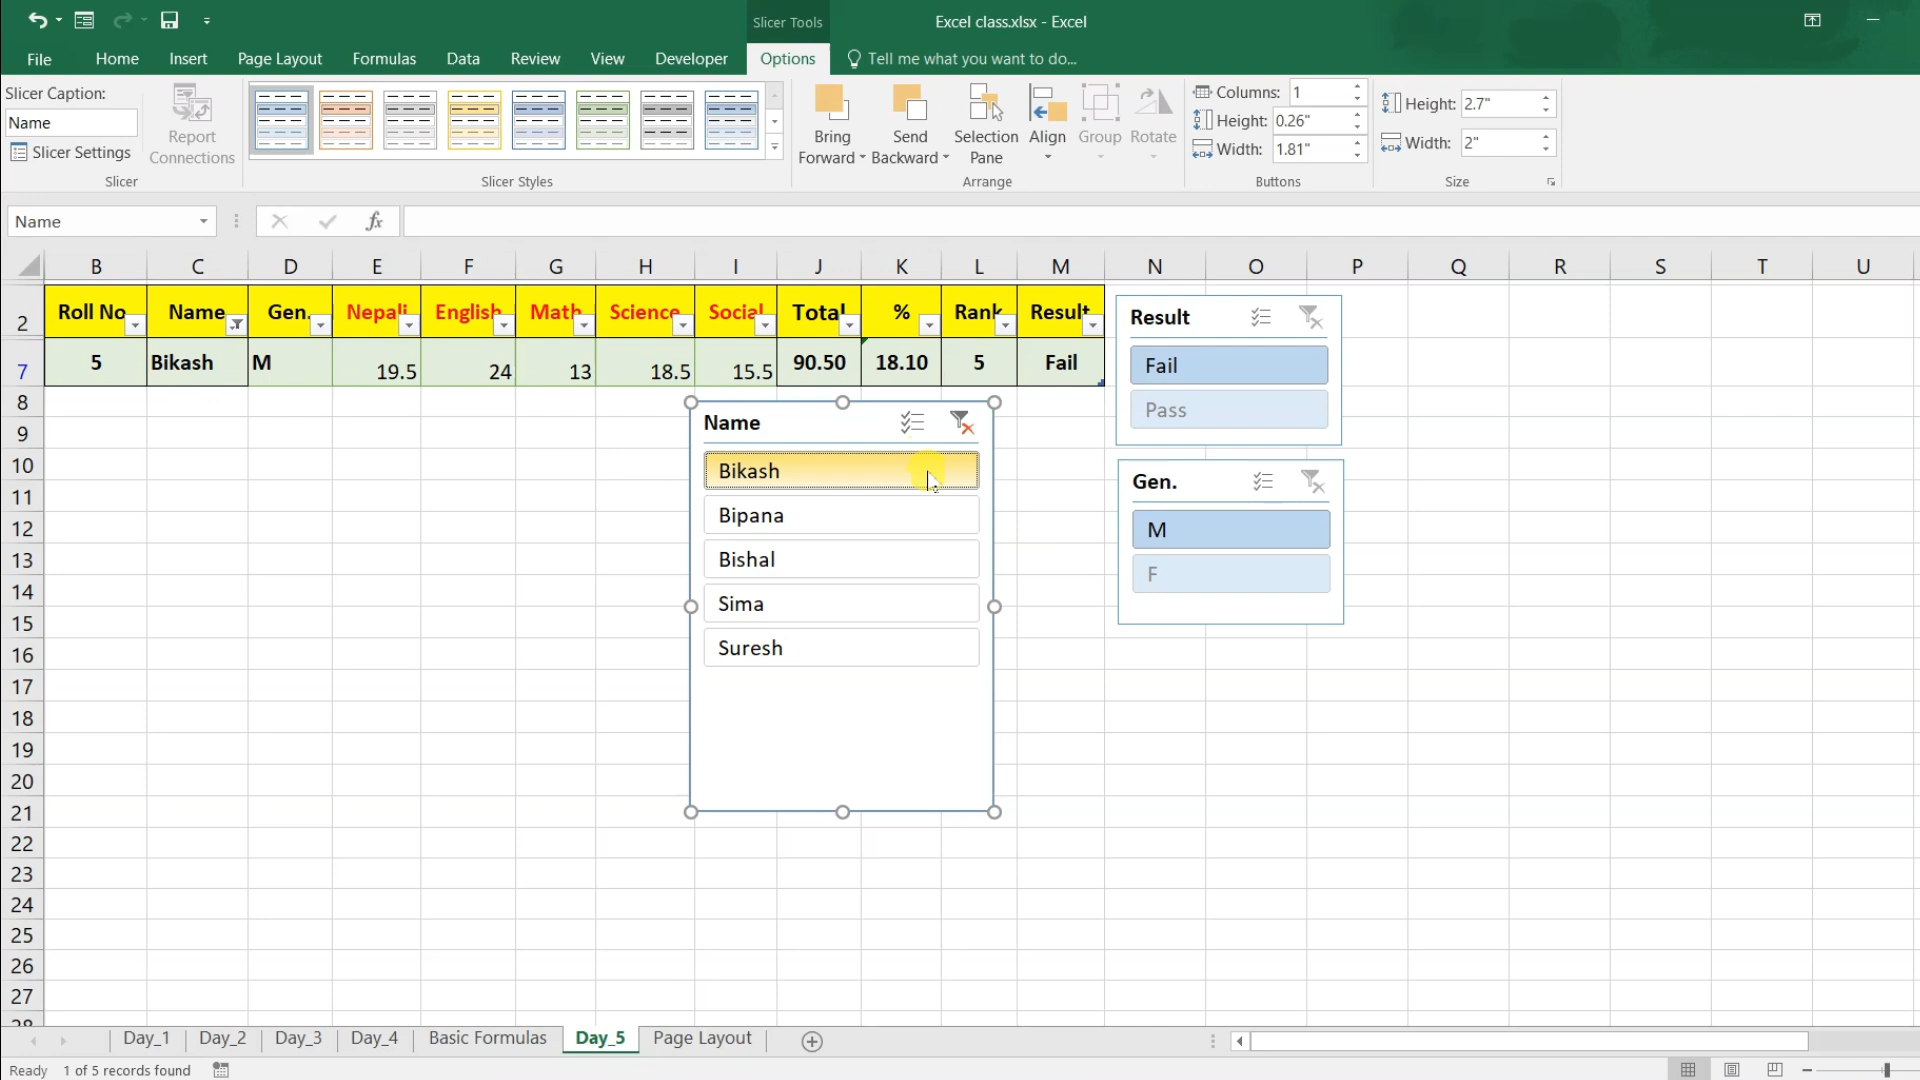 Slicer Tools
Excel class.xlsx - Excel
File Home Insert Page Layout Formulas Data Review View Developer Options Tell me what you want to do...
Slicer Caption:
Name
Slicer Settings
Report
Connections
Slicer
Slicer Styles
Bring
Forward
Send
Backward
Selection
Pane
Align
Group
Rotate
Arrange
Columns: 1
Height: 0.26"
Width: 1.81"
Buttons
Height: 2.7"
Width: 2"
Size
Name
fx
B C D E F G H I J K L M N O P Q R S T U
2 Roll No Name Gen. Nepali English Math Science Social Total % Rank Result
7 5 Bikash M 19.5 24 13 18.5 15.5 90.50 18.10 5 Fail
8
9
10
11
12
13
14
15
16
17
18
19
20
21
22
23
24
25
26
27
28
Name
Bikash
Bipana
Bishal
Sima
Suresh
Result
Fail
Pass
Gen.
M
F
Day_1 Day_2 Day_3 Day_4 Basic Formulas Day_5 Page Layout
Ready 1 of 5 records found